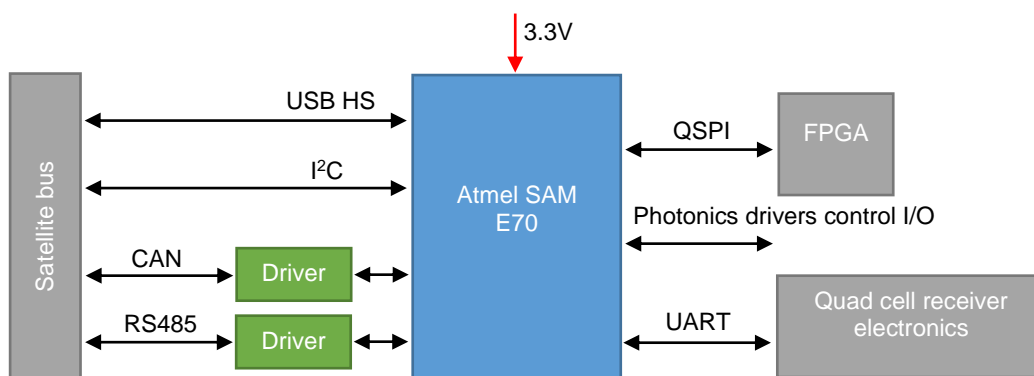 3.3V
Satellite bus
USB HS
I²C
CAN
Driver
RS485
Driver
Atmel SAM
E70
QSPI
FPGA
Photonics drivers control I/O
UART
Quad cell receiver
electronics